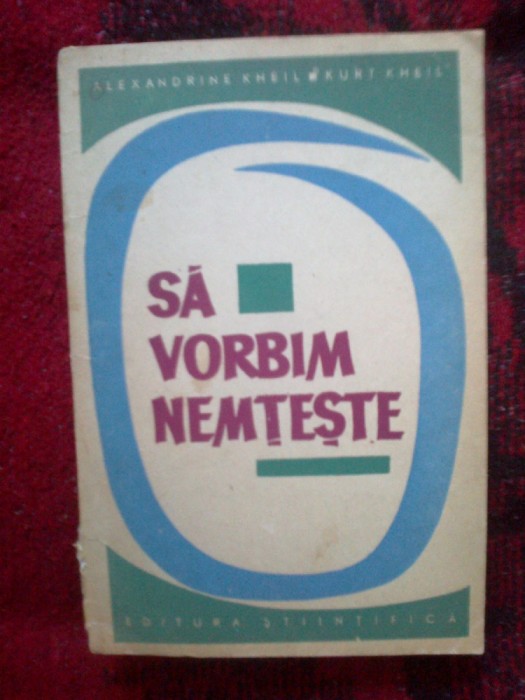 ALEXANDRINE KHEIL • KURT KHEIL
SĂ
VORBIM
NEMȚEȘTE
EDITURA ȘTIINȚIFICĂ